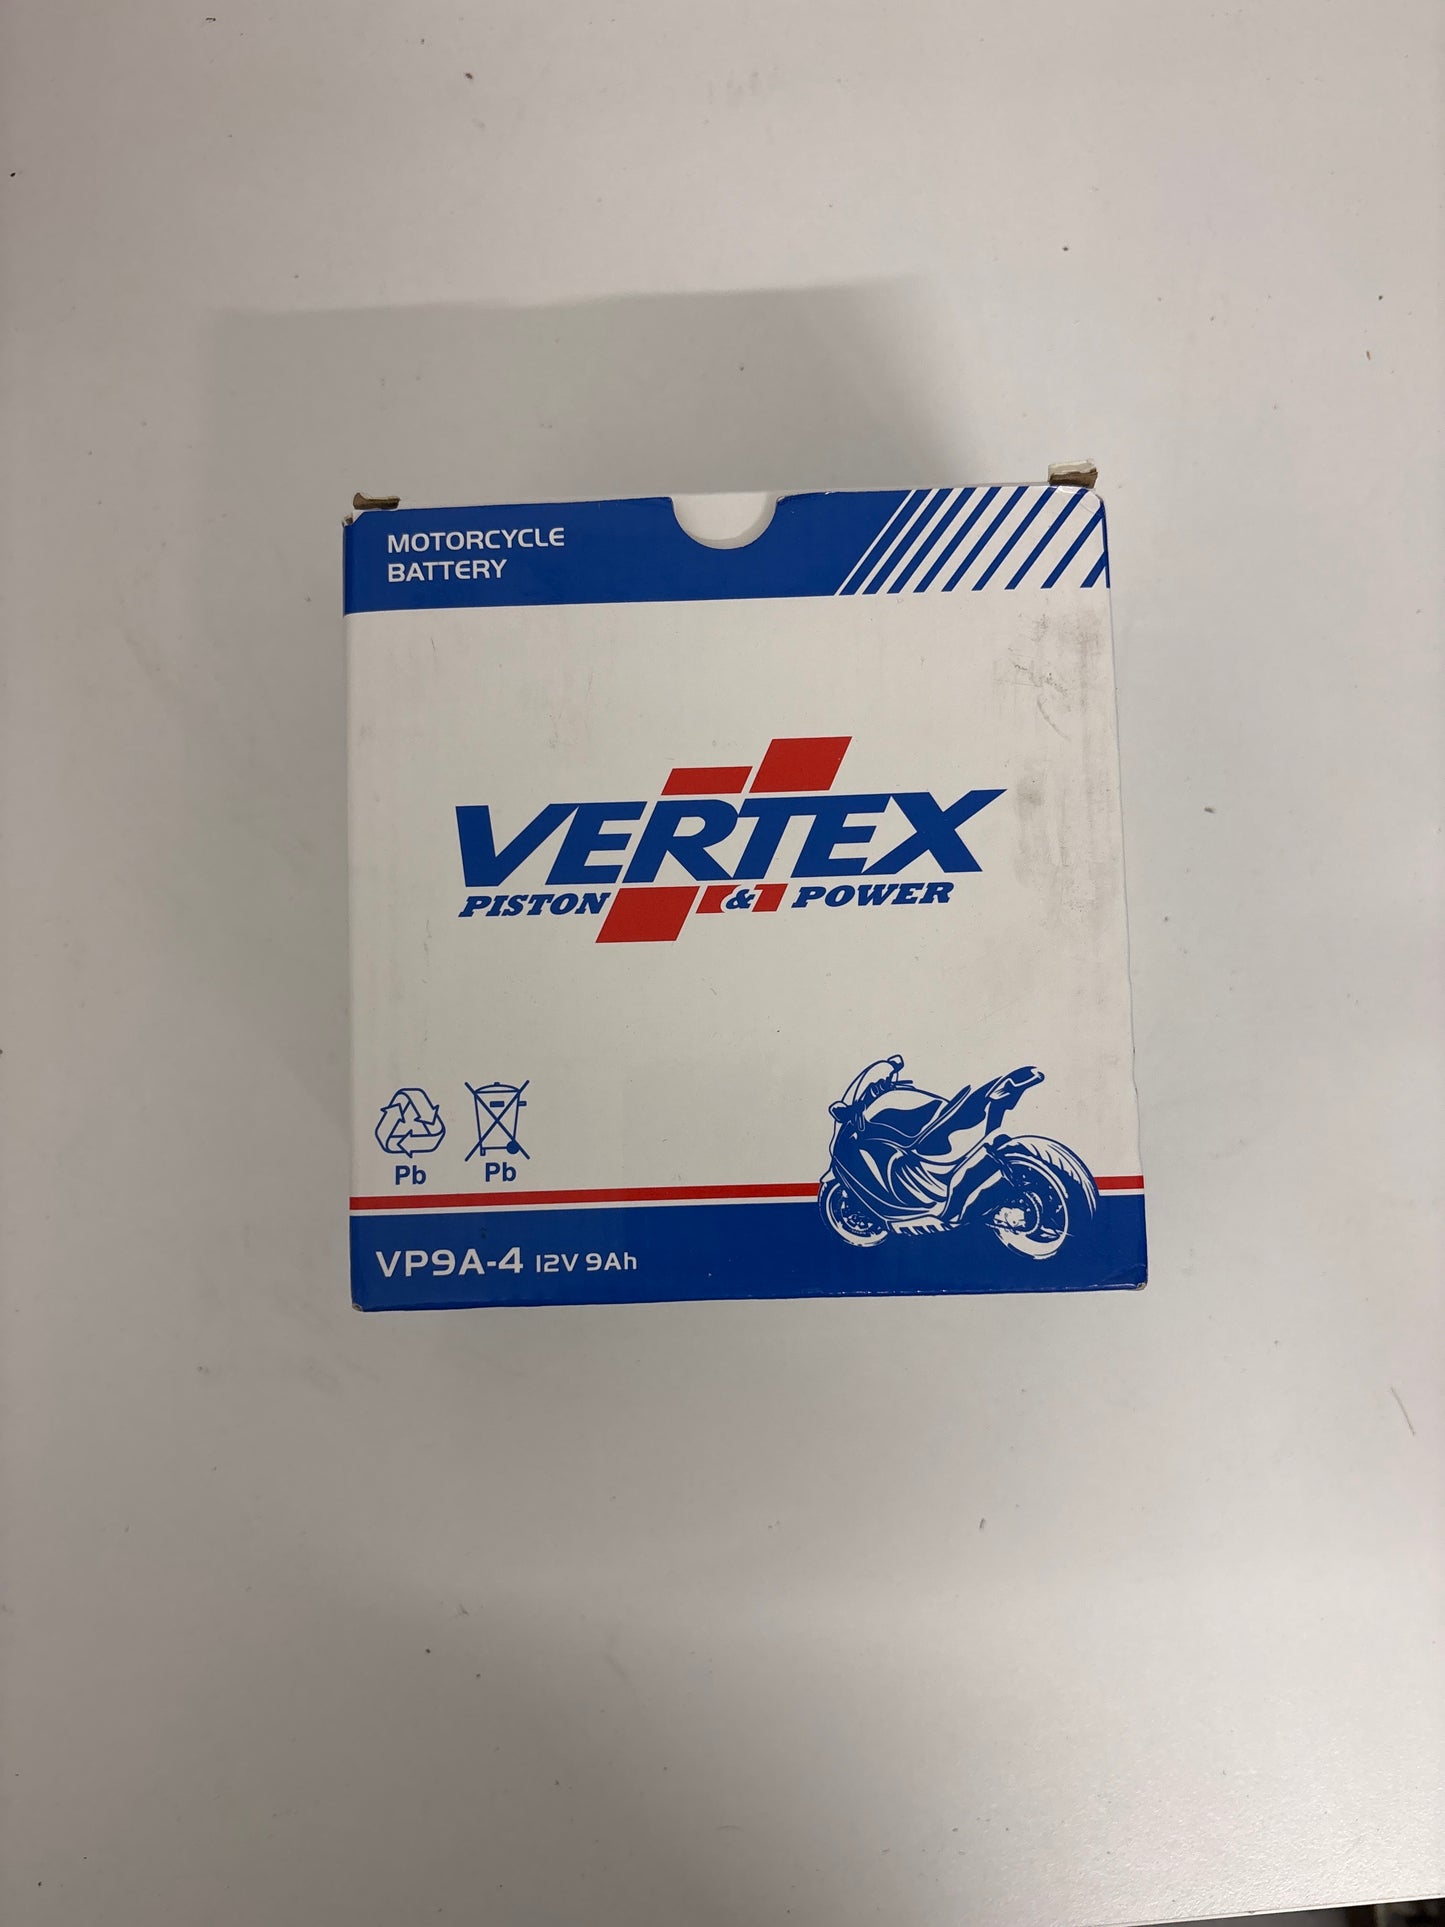 MOTORCYCLE
BATTERY
VERTEX
PISTON & POWER
Pb Pb
VP9A-4 12V 9Ah